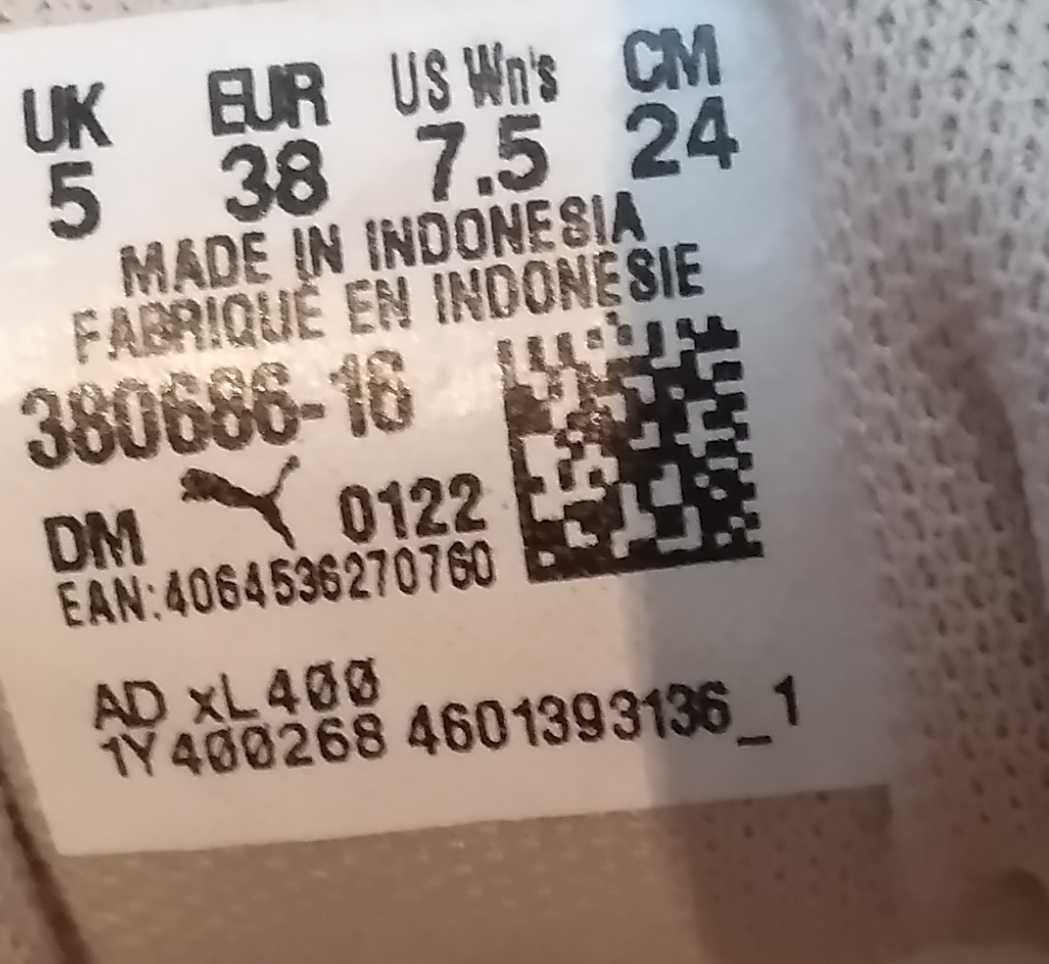 UK EUR US Wn's CM
5 38 7.5 24
MADE IN INDONESIA
FABRIQUÉ EN INDONÉSIE
380686-16
DM 0122
EAN:4064536270760
AD xL400
1Y400268 4601393136_1